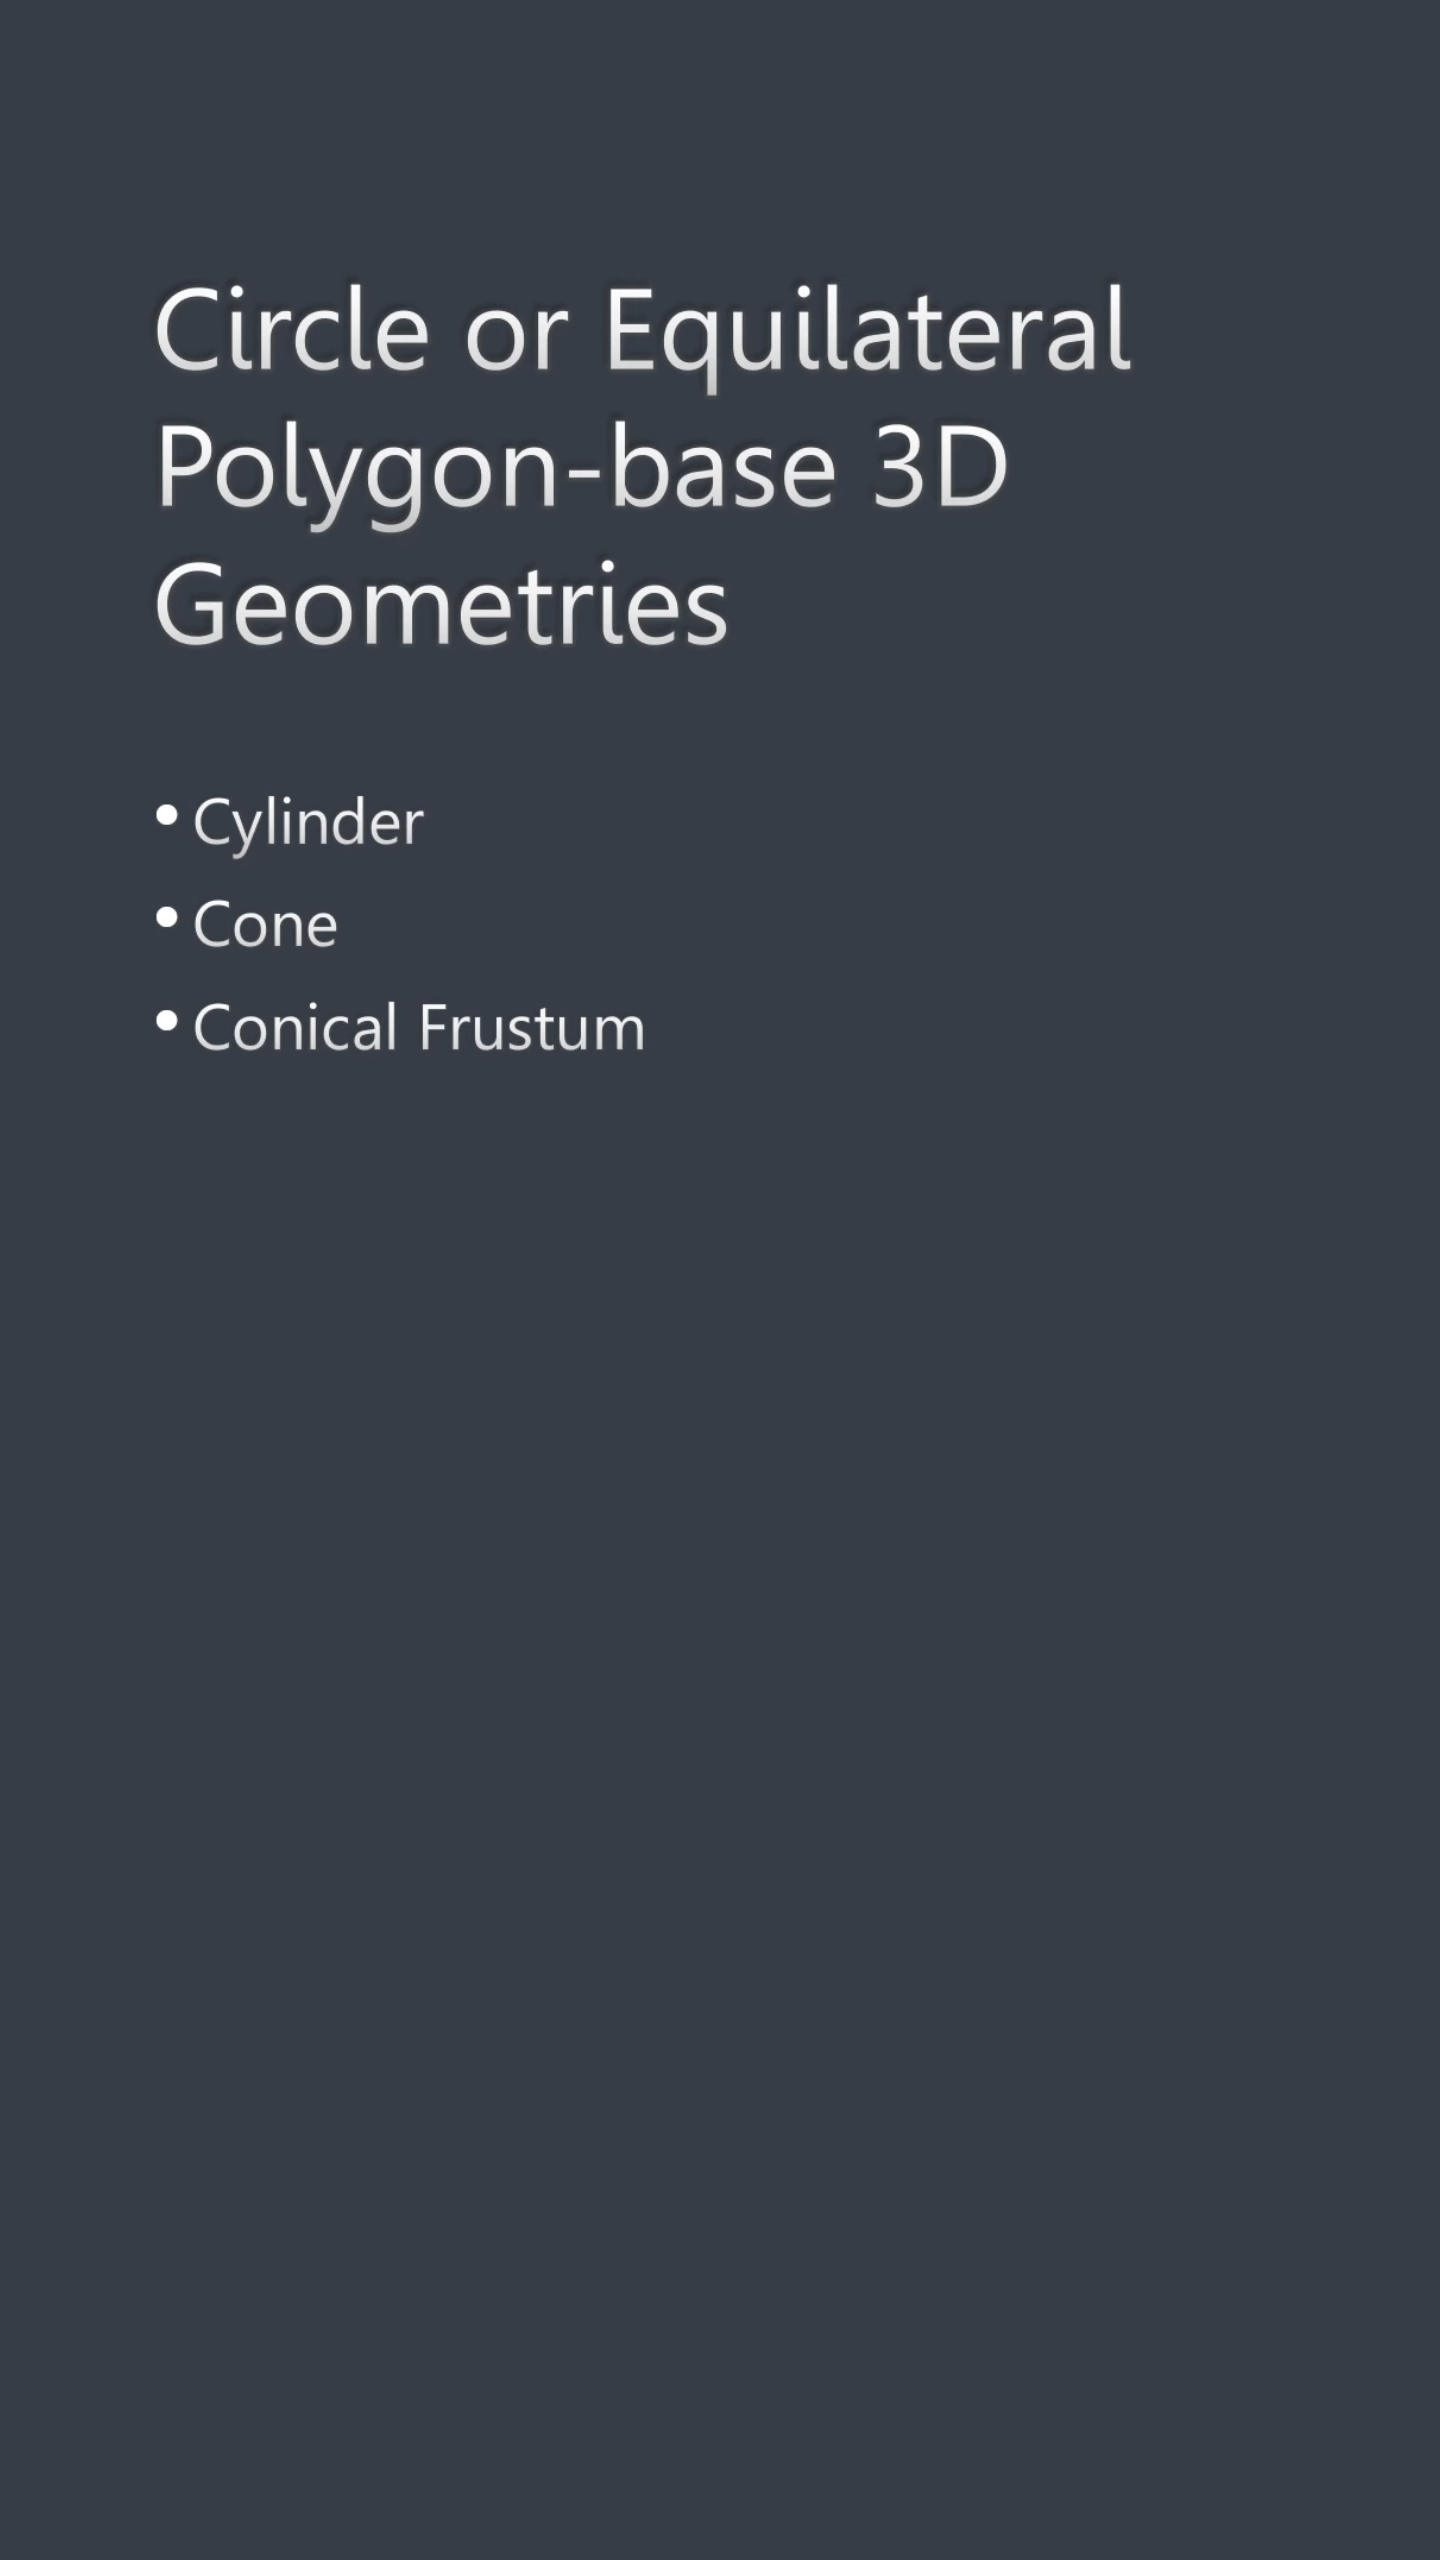 Circle or Equilateral
Polygon-base 3D
Geometries
• Cylinder
• Cone
• Conical Frustum